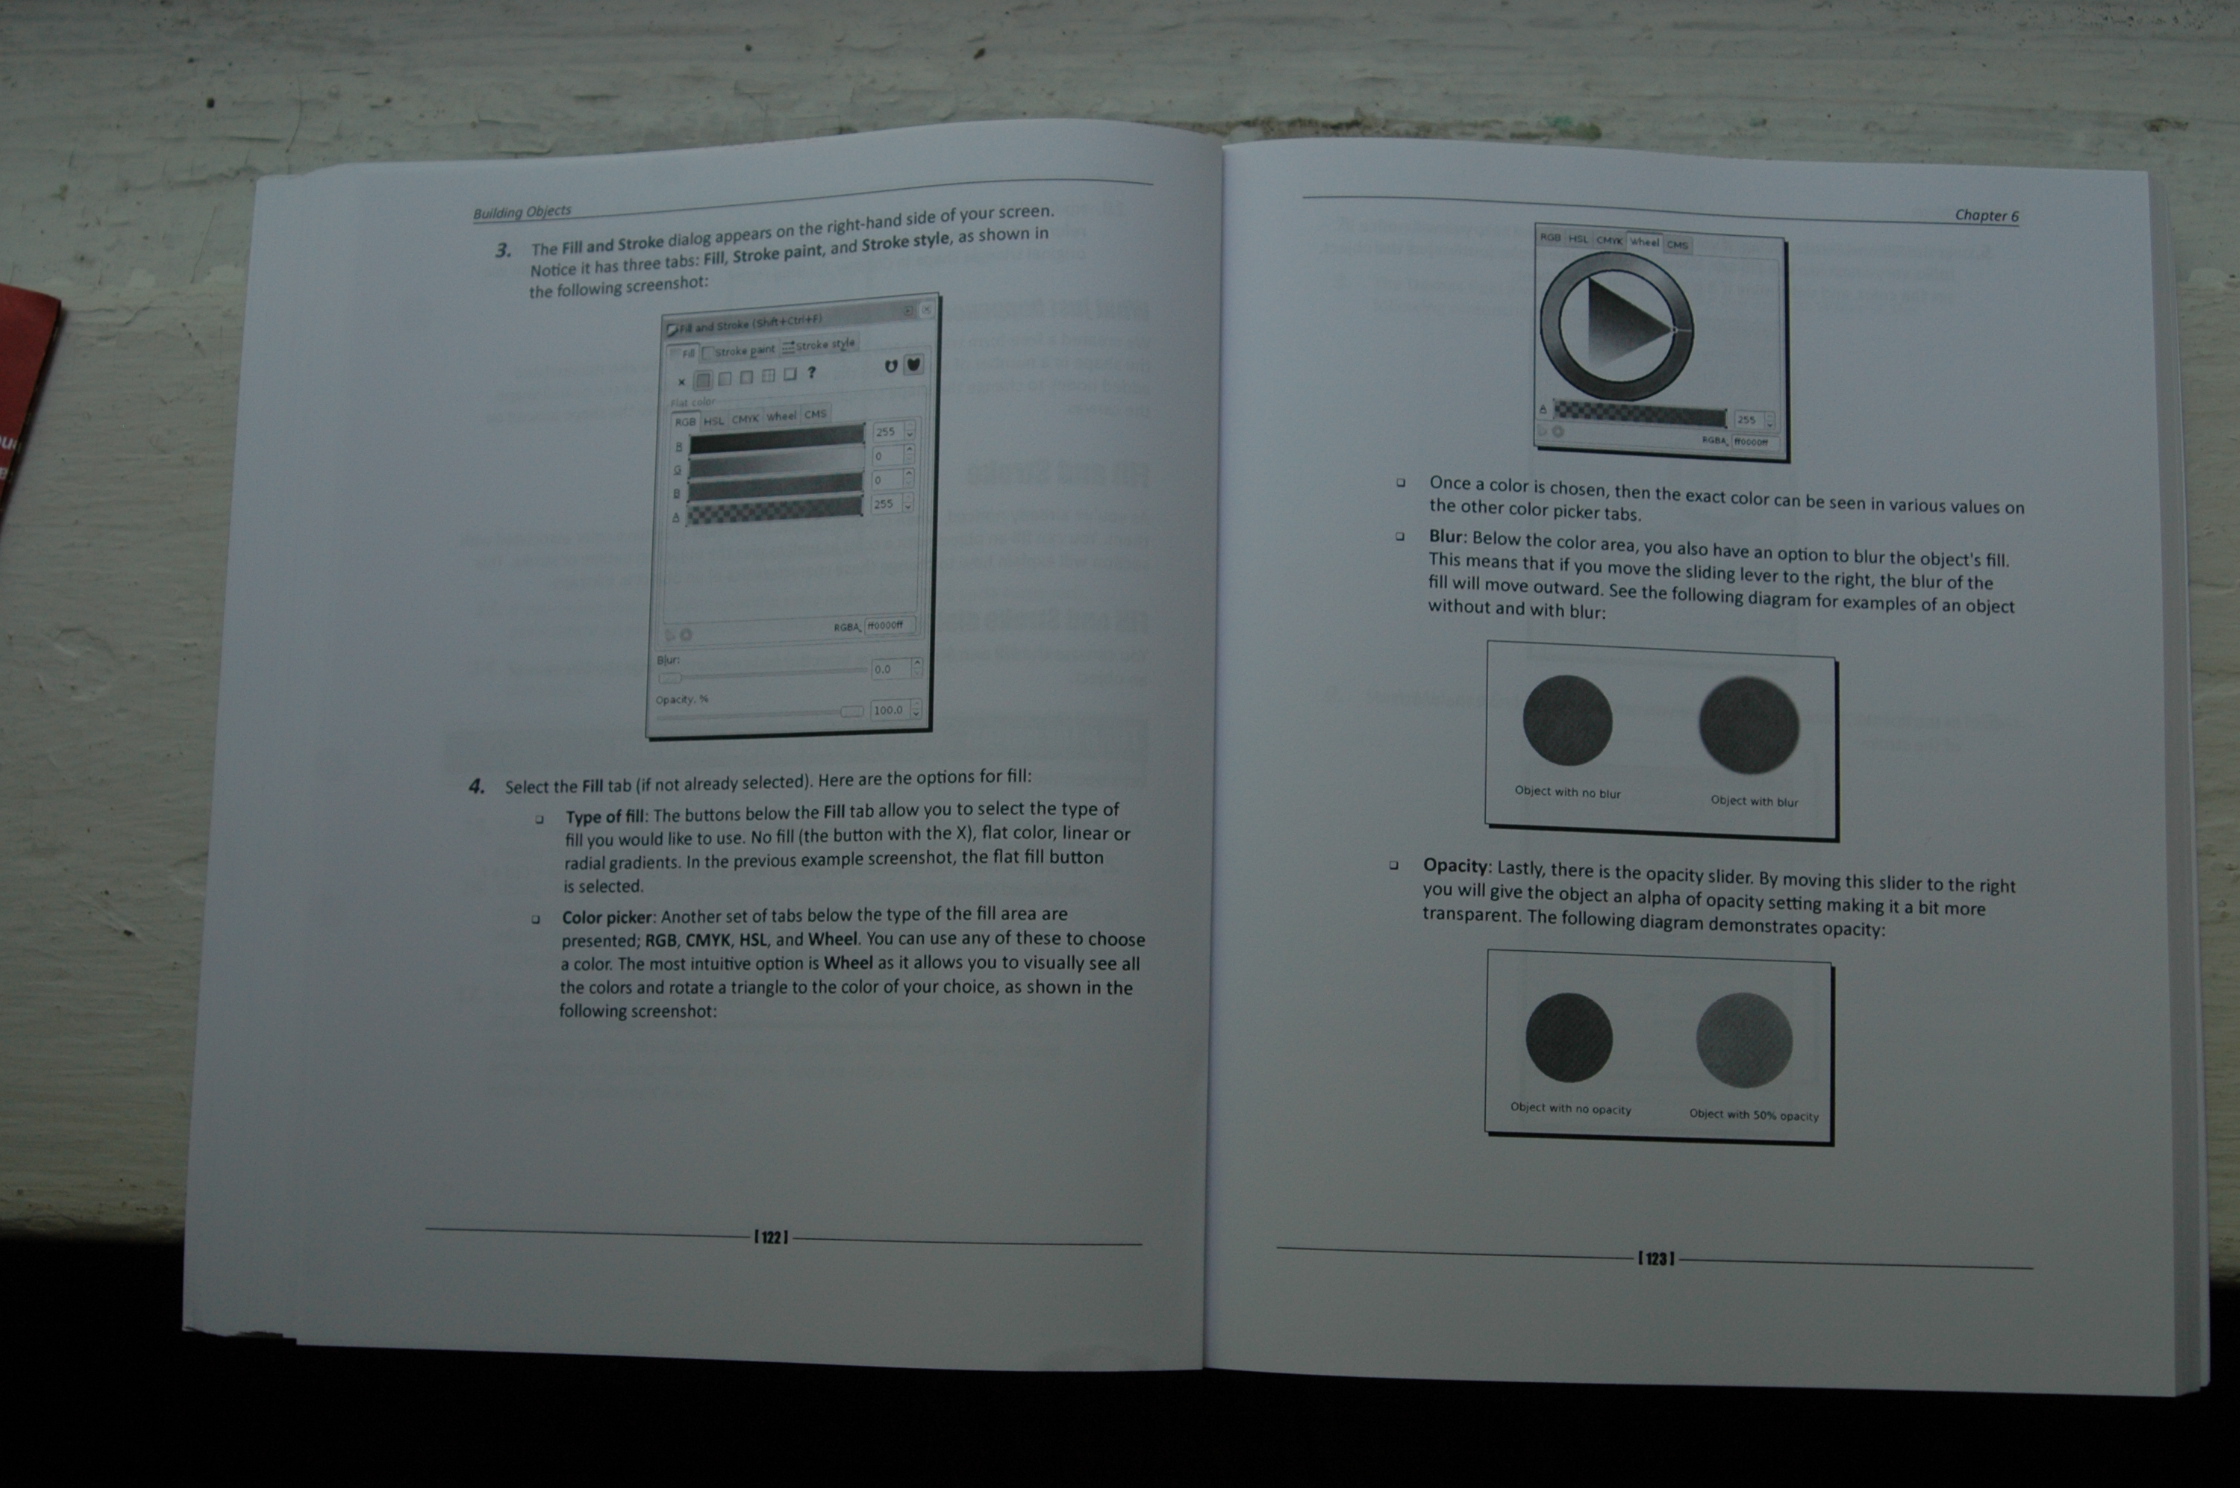 Building Objects
3. The Fill and Stroke dialog appears on the right-hand side of your screen.
Notice it has three tabs: Fill, Stroke paint, and Stroke style, as shown in
the following screenshot:
Fill and Stroke (Shift+Ctrl+F)
Fill Stroke paint Stroke style
?
Flat color
RGB HSL CMYK Wheel CMS
R 255
G 0
B 0
A 255
RGBA ff0000ff
Blur:
0.0
Opacity, %
100.0
4. Select the Fill tab (if not already selected). Here are the options for fill:
Type of fill: The buttons below the Fill tab allow you to select the type of
fill you would like to use. No fill (the button with the X), flat color, linear or
radial gradients. In the previous example screenshot, the flat fill button
is selected.
Color picker: Another set of tabs below the type of the fill area are
presented; RGB, CMYK, HSL, and Wheel. You can use any of these to choose
a color. The most intuitive option is Wheel as it allows you to visually see all
the colors and rotate a triangle to the color of your choice, as shown in the
following screenshot:
[122]
Chapter 6
RGB HSL CMYK Wheel CMS
A 255
RGBA ff0000ff
Once a color is chosen, then the exact color can be seen in various values on
the other color picker tabs.
Blur: Below the color area, you also have an option to blur the object's fill.
This means that if you move the sliding lever to the right, the blur of the
fill will move outward. See the following diagram for examples of an object
without and with blur:
Object with no blur
Object with blur
Opacity: Lastly, there is the opacity slider. By moving this slider to the right
you will give the object an alpha of opacity setting making it a bit more
transparent. The following diagram demonstrates opacity:
Object with no opacity
Object with 50% opacity
[123]